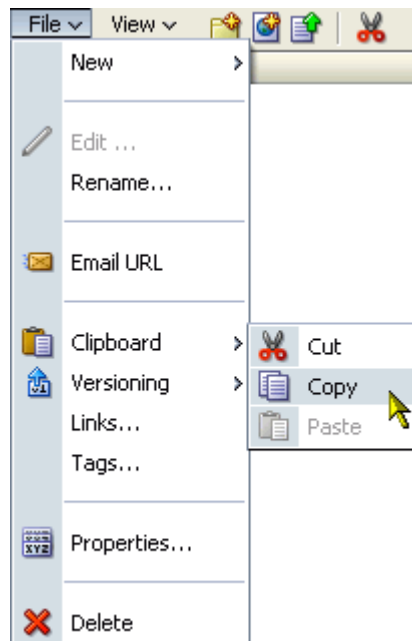 File View
New
Edit ...
Rename...
Email URL
Clipboard
Cut
Versioning
Copy
Links...
Paste
Tags...
Properties...
Delete